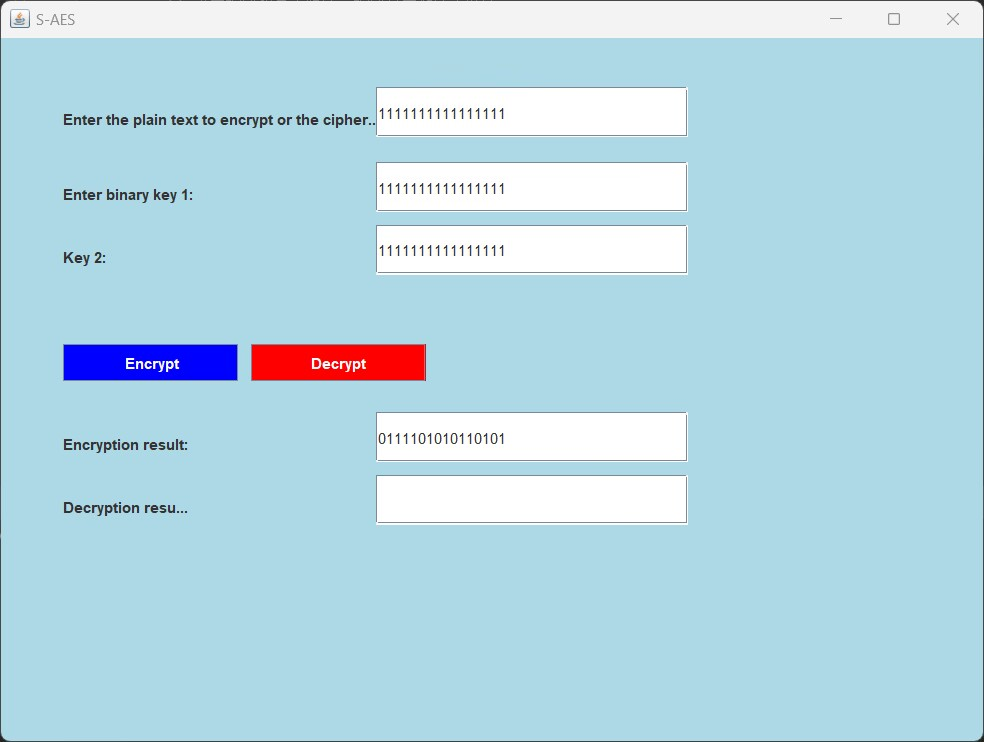 S-AES
Enter the plain text to encrypt or the cipher..
1111111111111111
Enter binary key 1:
1111111111111111
Key 2:
1111111111111111
Encrypt Decrypt
Encryption result:
0111101010110101
Decryption resu...